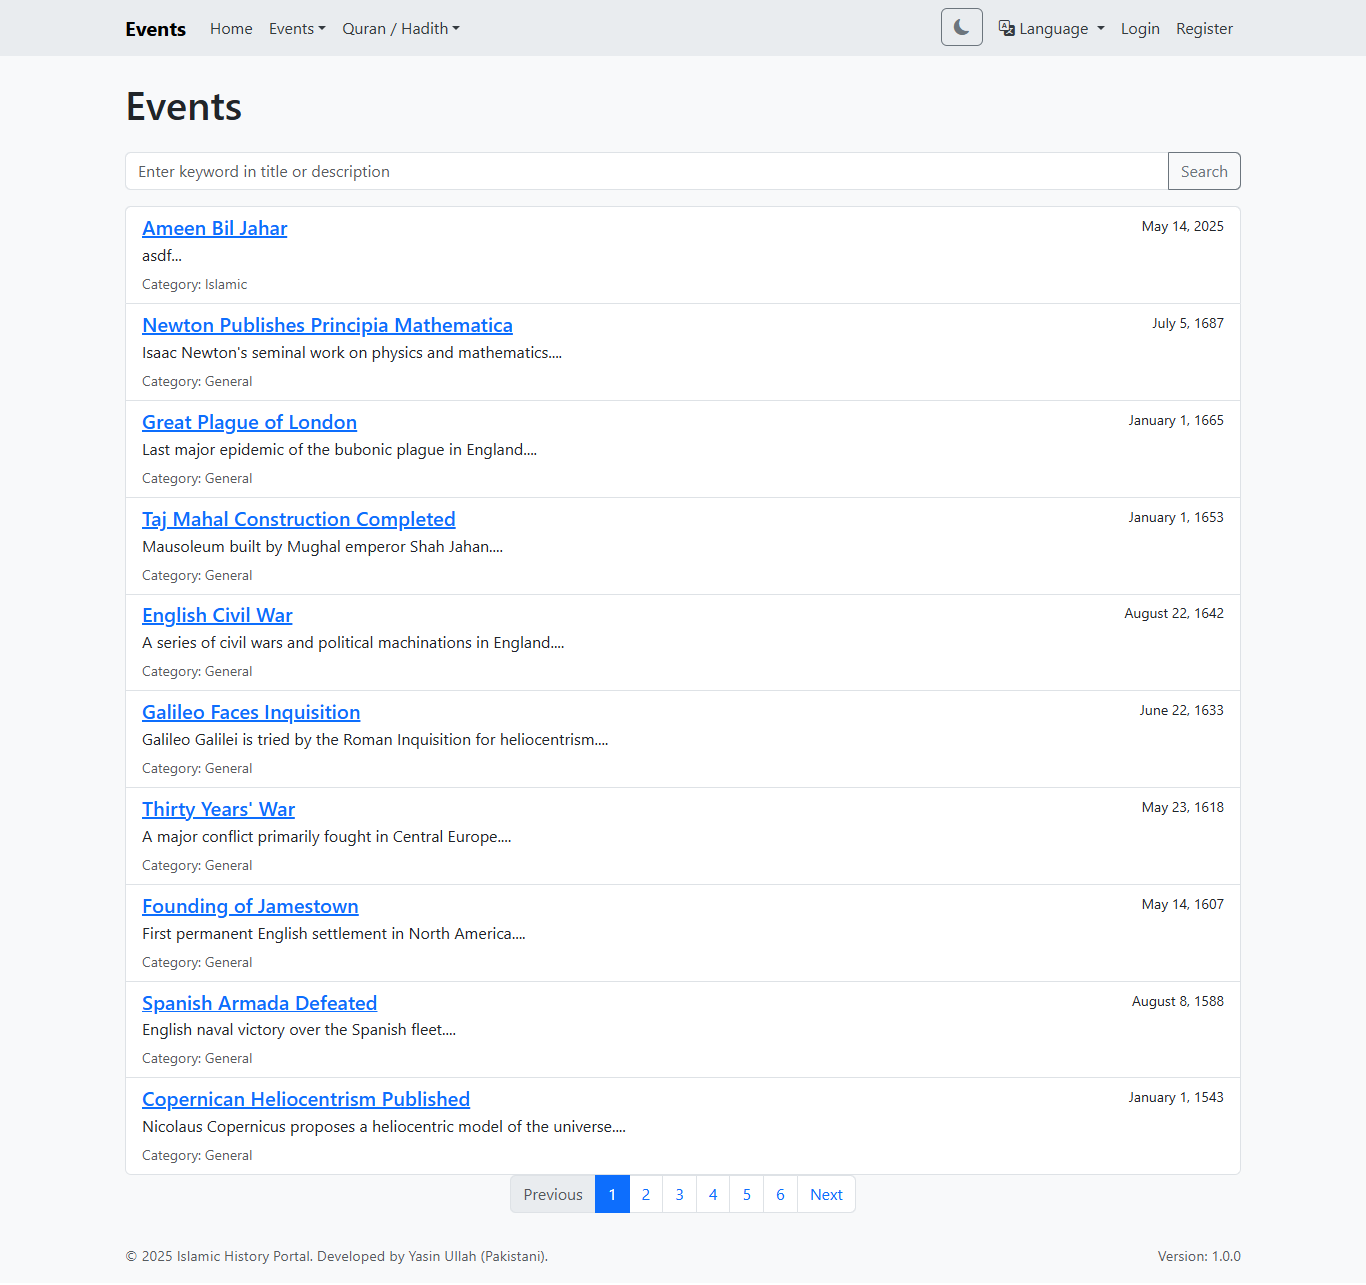 Events Home Events Quran / Hadith Language Login Register
Events
Enter keyword in title or description Search
Ameen Bil Jahar May 14, 2025
asdf...
Category: Islamic
Newton Publishes Principia Mathematica July 5, 1687
Isaac Newton's seminal work on physics and mathematics....
Category: General
Great Plague of London January 1, 1665
Last major epidemic of the bubonic plague in England....
Category: General
Taj Mahal Construction Completed January 1, 1653
Mausoleum built by Mughal emperor Shah Jahan....
Category: General
English Civil War August 22, 1642
A series of civil wars and political machinations in England....
Category: General
Galileo Faces Inquisition June 22, 1633
Galileo Galilei is tried by the Roman Inquisition for heliocentrism....
Category: General
Thirty Years' War May 23, 1618
A major conflict primarily fought in Central Europe....
Category: General
Founding of Jamestown May 14, 1607
First permanent English settlement in North America....
Category: General
Spanish Armada Defeated August 8, 1588
English naval victory over the Spanish fleet....
Category: General
Copernican Heliocentrism Published January 1, 1543
Nicolaus Copernicus proposes a heliocentric model of the universe....
Category: General
Previous 1 2 3 4 5 6 Next
© 2025 Islamic History Portal. Developed by Yasin Ullah (Pakistani). Version: 1.0.0